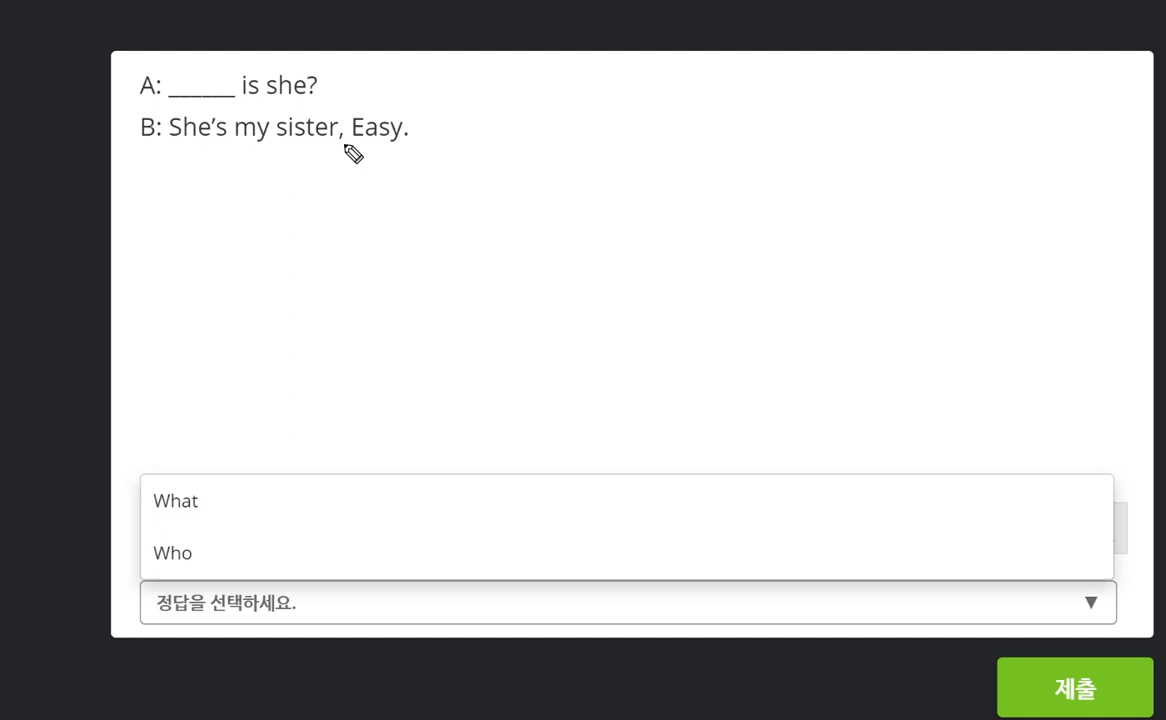 A: ______ is she?
B: She’s my sister, Easy.
What
Who
정답을 선택하세요.
제출